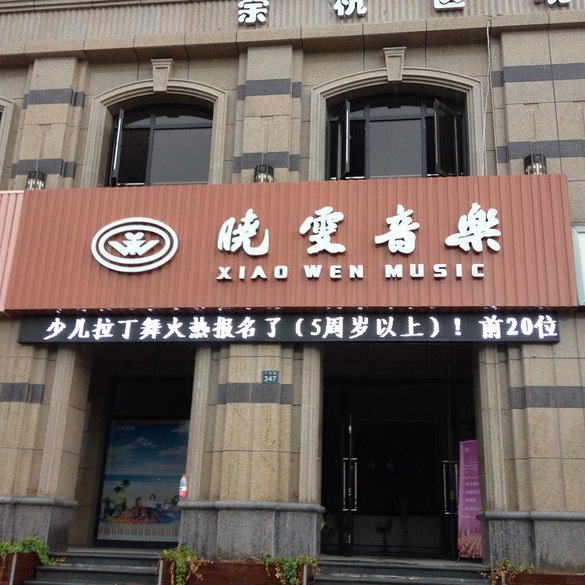 晓雯音樂
XIAO WEN MUSIC
少儿拉丁舞火热报名了（5周岁以上）！前20位
347